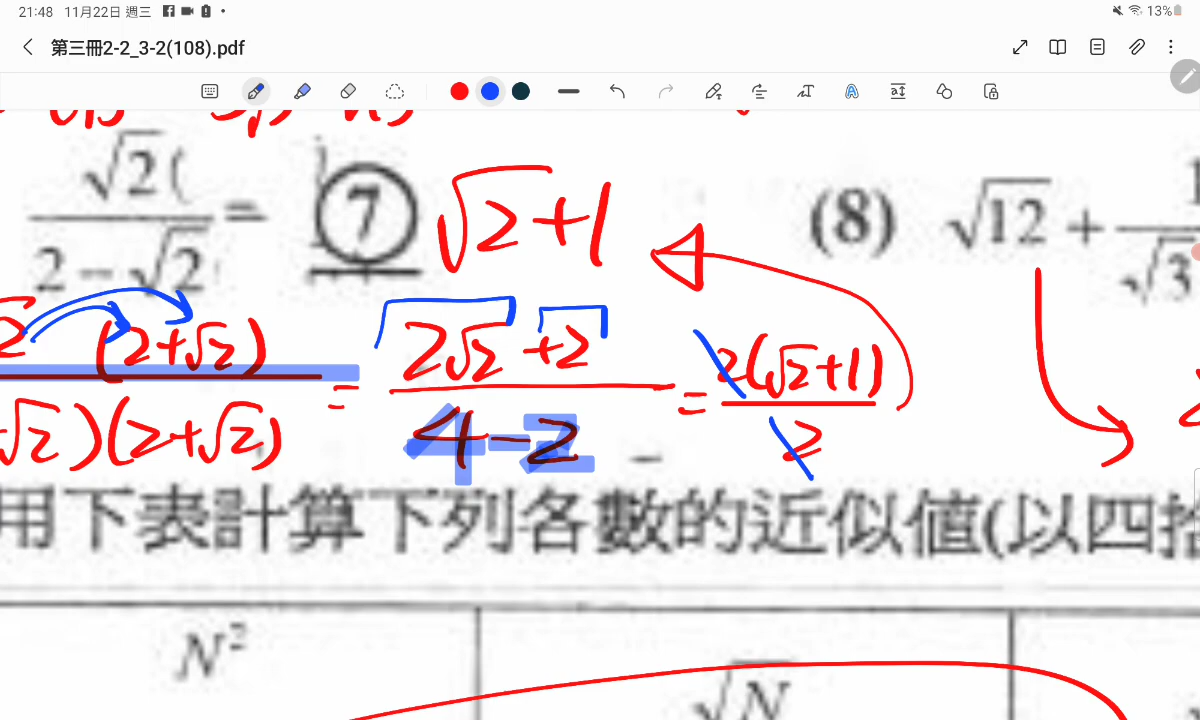 21:48 11月22日 週三 13%
第三冊2-2_3-2(108).pdf
√2(
2-√2 = ⑦ √2+1 (8) √12 + 1
√3
2 (2+√2) = 2√2+2 = 2(√2+1)
√2)(2+√2) 4-2 2
用下表計算下列各數的近似值(以四捨
N² √N